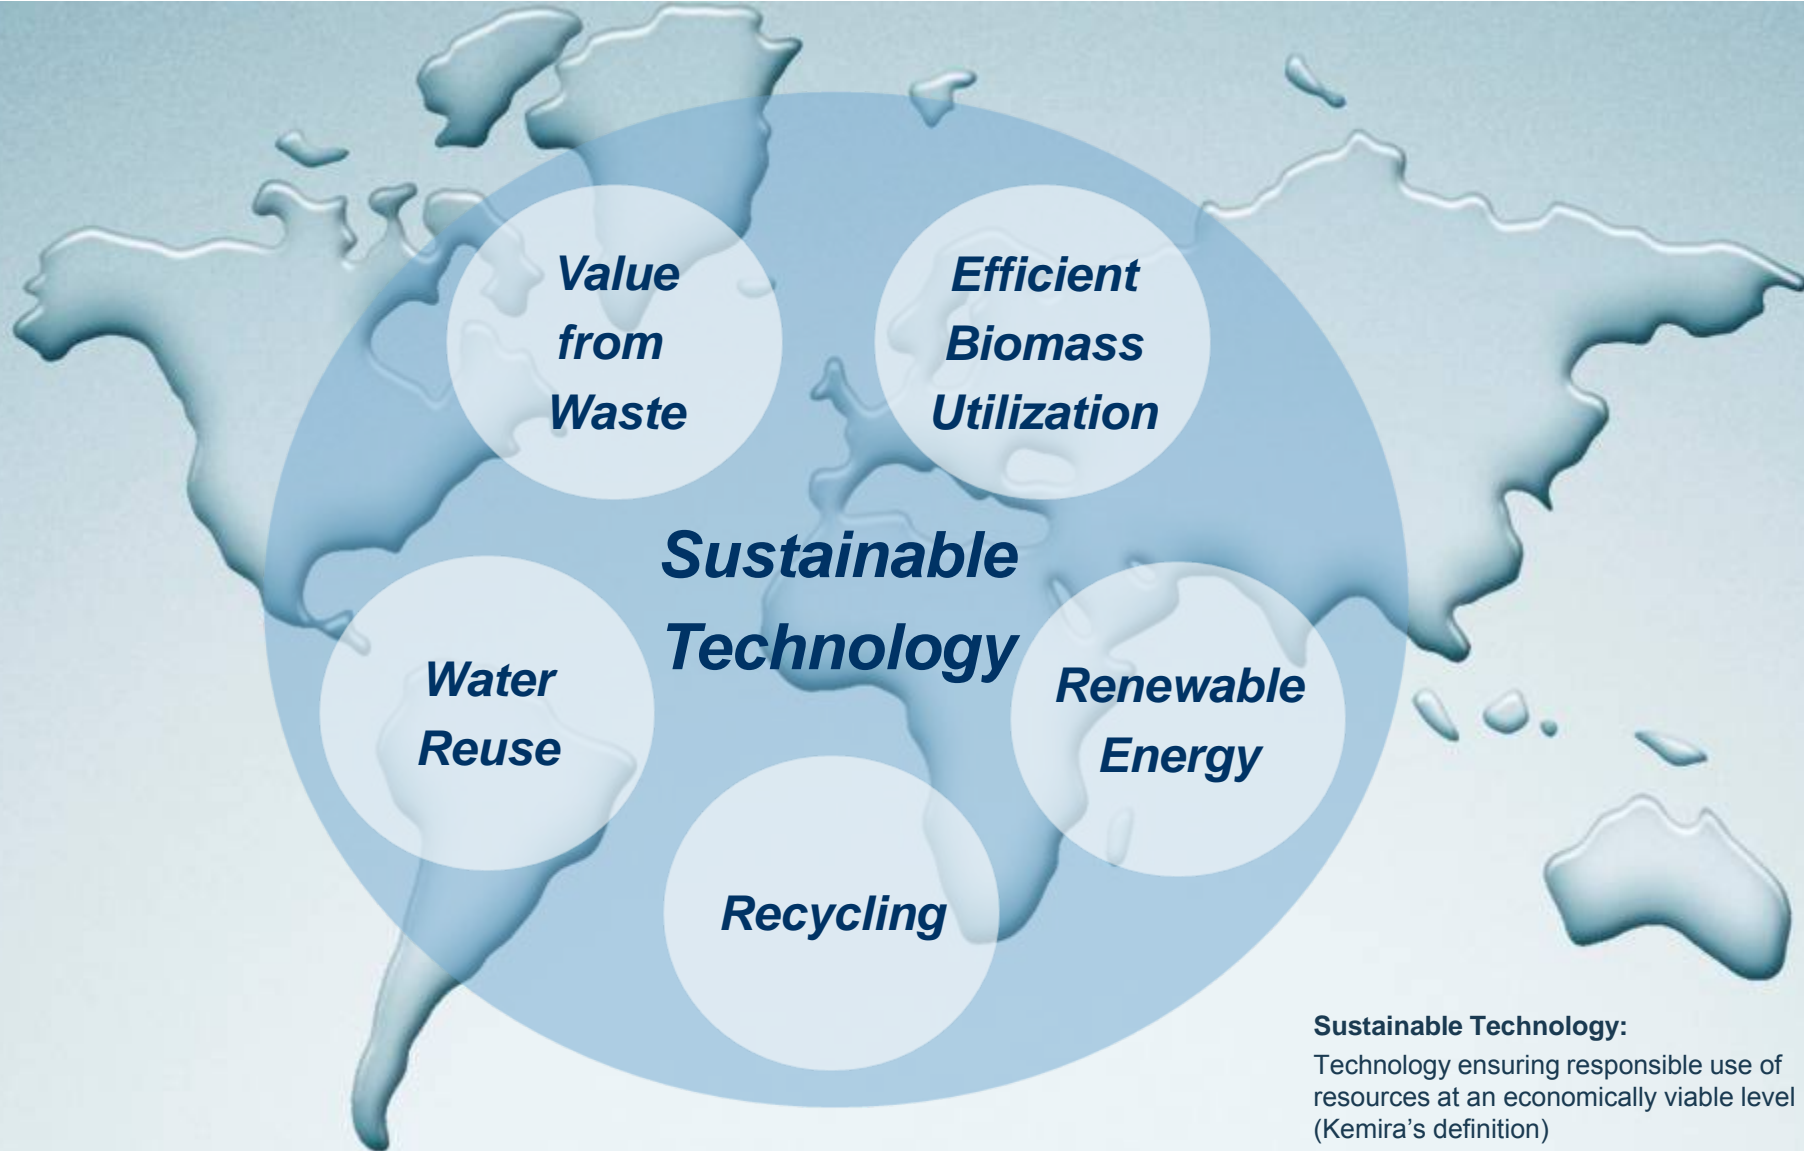 Value
from
Waste
Efficient
Biomass
Utilization
Sustainable
Technology
Water
Reuse
Renewable
Energy
Recycling
Sustainable Technology:
Technology ensuring responsible use of
resources at an economically viable level
(Kemira’s definition)